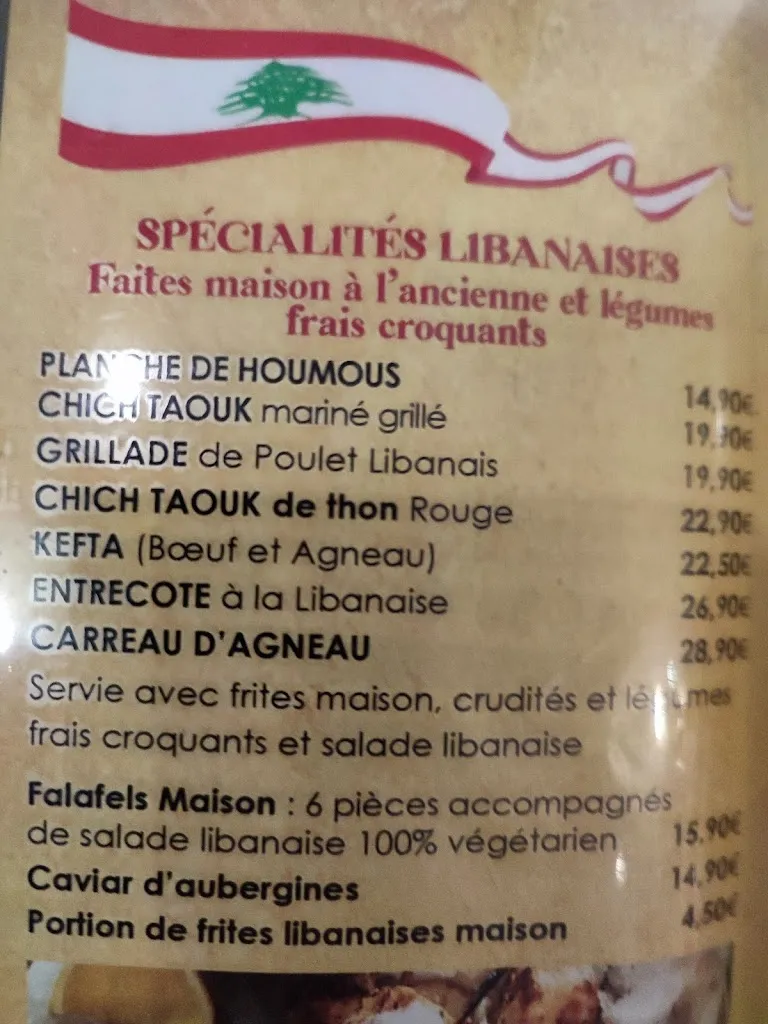 SPÉCIALITÉS LIBANAISES
Faites maison à l'ancienne et légumes
frais croquants
PLANCHE DE HOUMOUS 14,90€
CHICH TAOUK mariné grillé 19,90€
GRILLADE de Poulet Libanais 19,90€
CHICH TAOUK de thon Rouge 22,90€
KEFTA (Bœuf et Agneau) 22,50€
ENTRECOTE à la Libanaise 26,90€
CARREAU D'AGNEAU 28,90€
Servie avec frites maison, crudités et légumes
frais croquants et salade libanaise
Falafels Maison : 6 pièces accompagnés
de salade libanaise 100% végétarien 15.90€
Caviar d'aubergines 14,90€
Portion de frites libanaises maison 4,50€